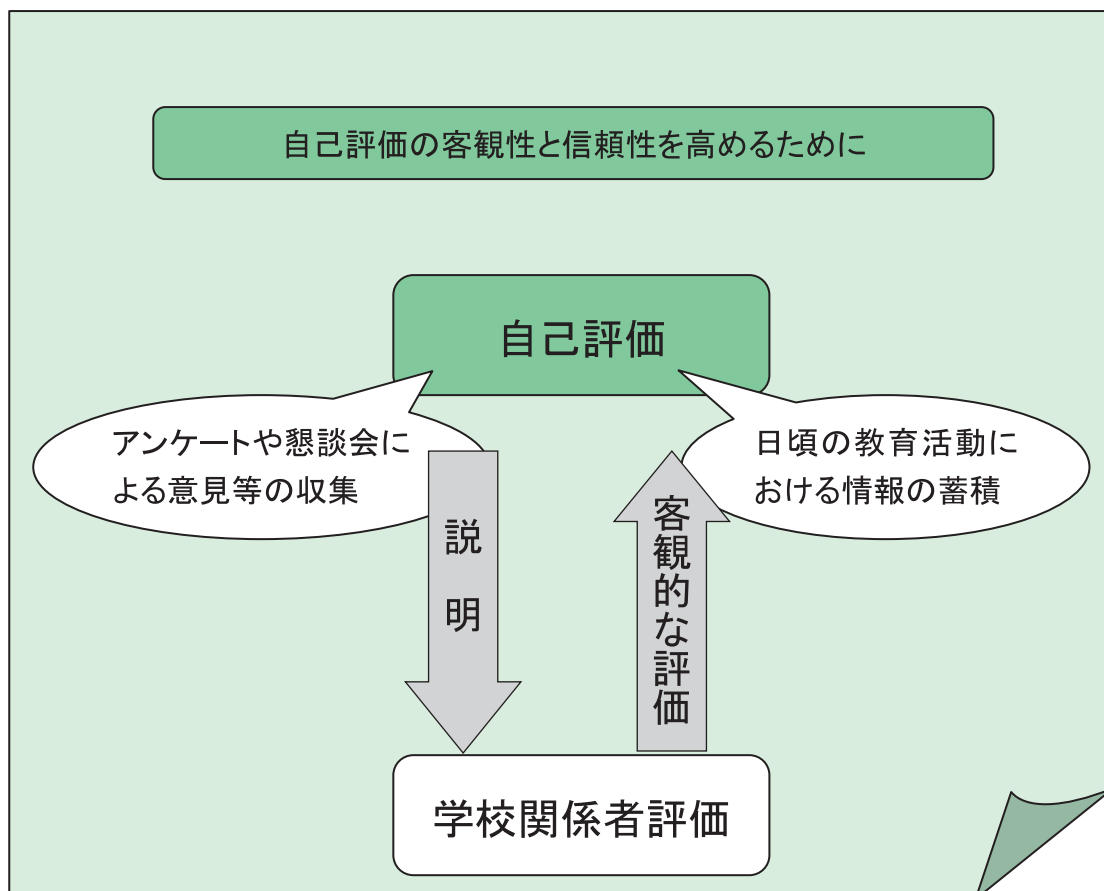 自己評価の客観性と信頼性を高めるために
自己評価
アンケートや懇談会に
よる意見等の収集
日頃の教育活動に
おける情報の蓄積
説明
客観的な評価
学校関係者評価